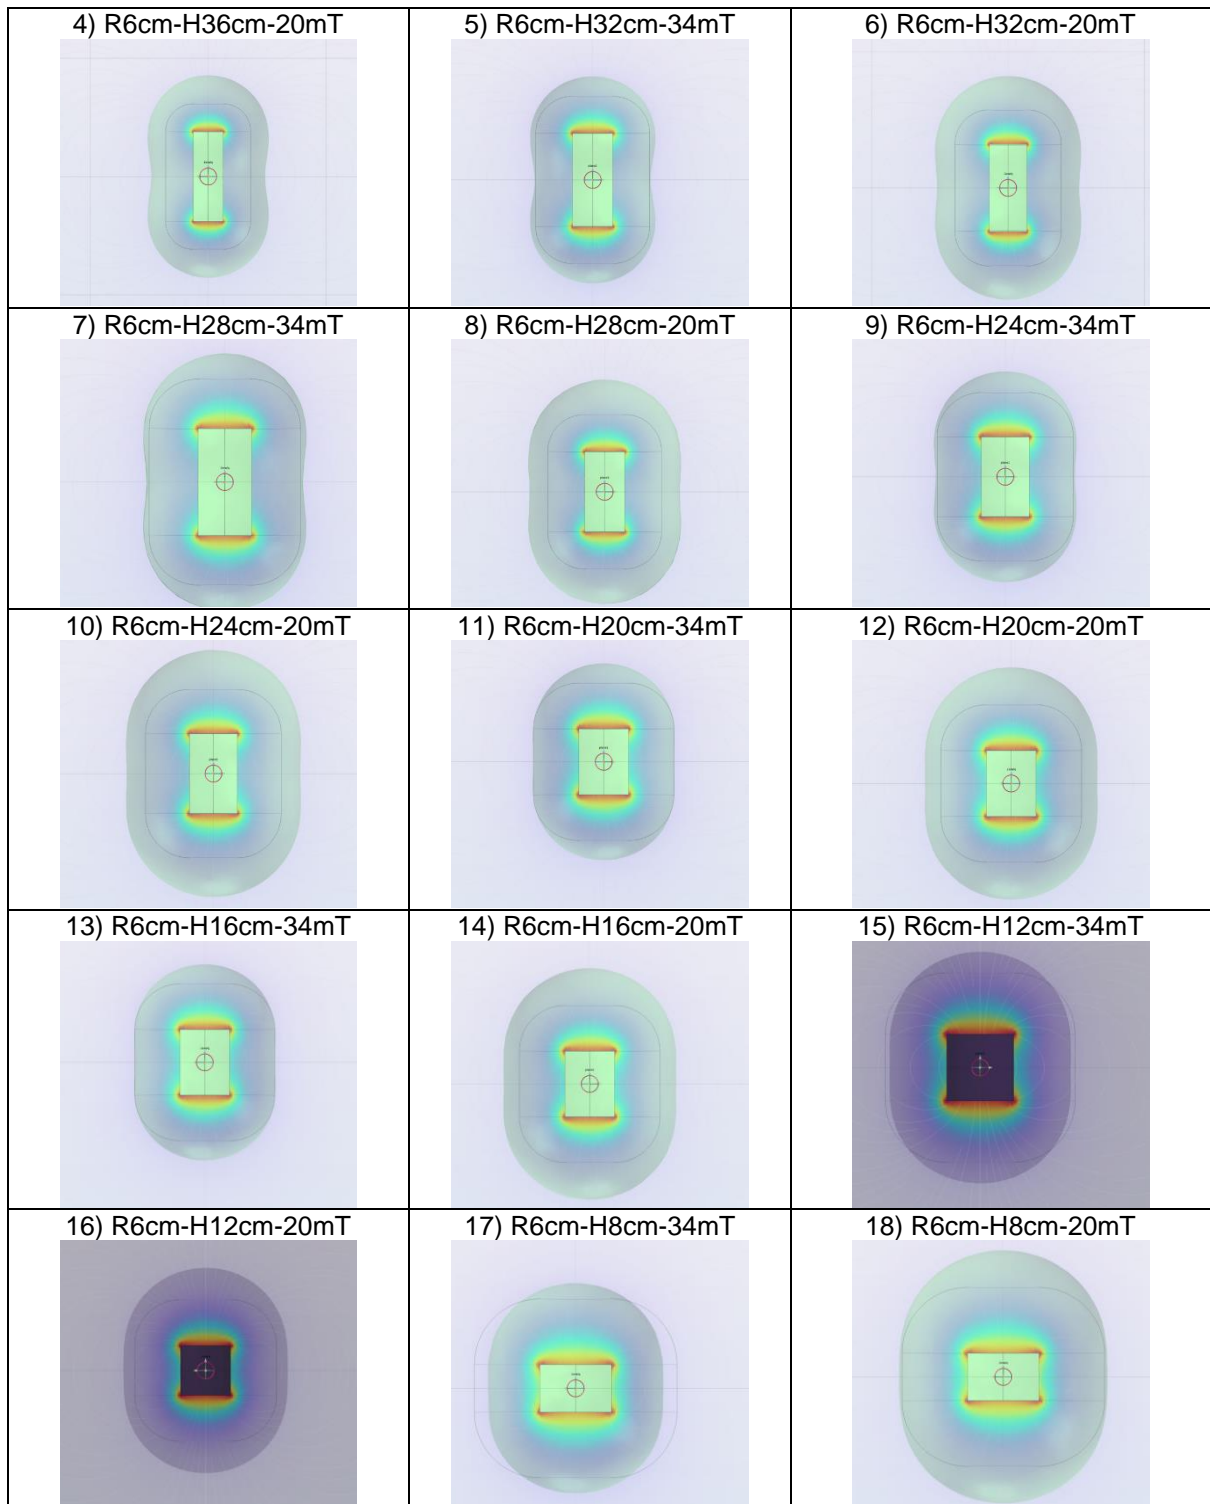 4) R6cm-H36cm-20mT
5) R6cm-H32cm-34mT
6) R6cm-H32cm-20mT
7) R6cm-H28cm-34mT
8) R6cm-H28cm-20mT
9) R6cm-H24cm-34mT
10) R6cm-H24cm-20mT
11) R6cm-H20cm-34mT
12) R6cm-H20cm-20mT
13) R6cm-H16cm-34mT
14) R6cm-H16cm-20mT
15) R6cm-H12cm-34mT
16) R6cm-H12cm-20mT
17) R6cm-H8cm-34mT
18) R6cm-H8cm-20mT